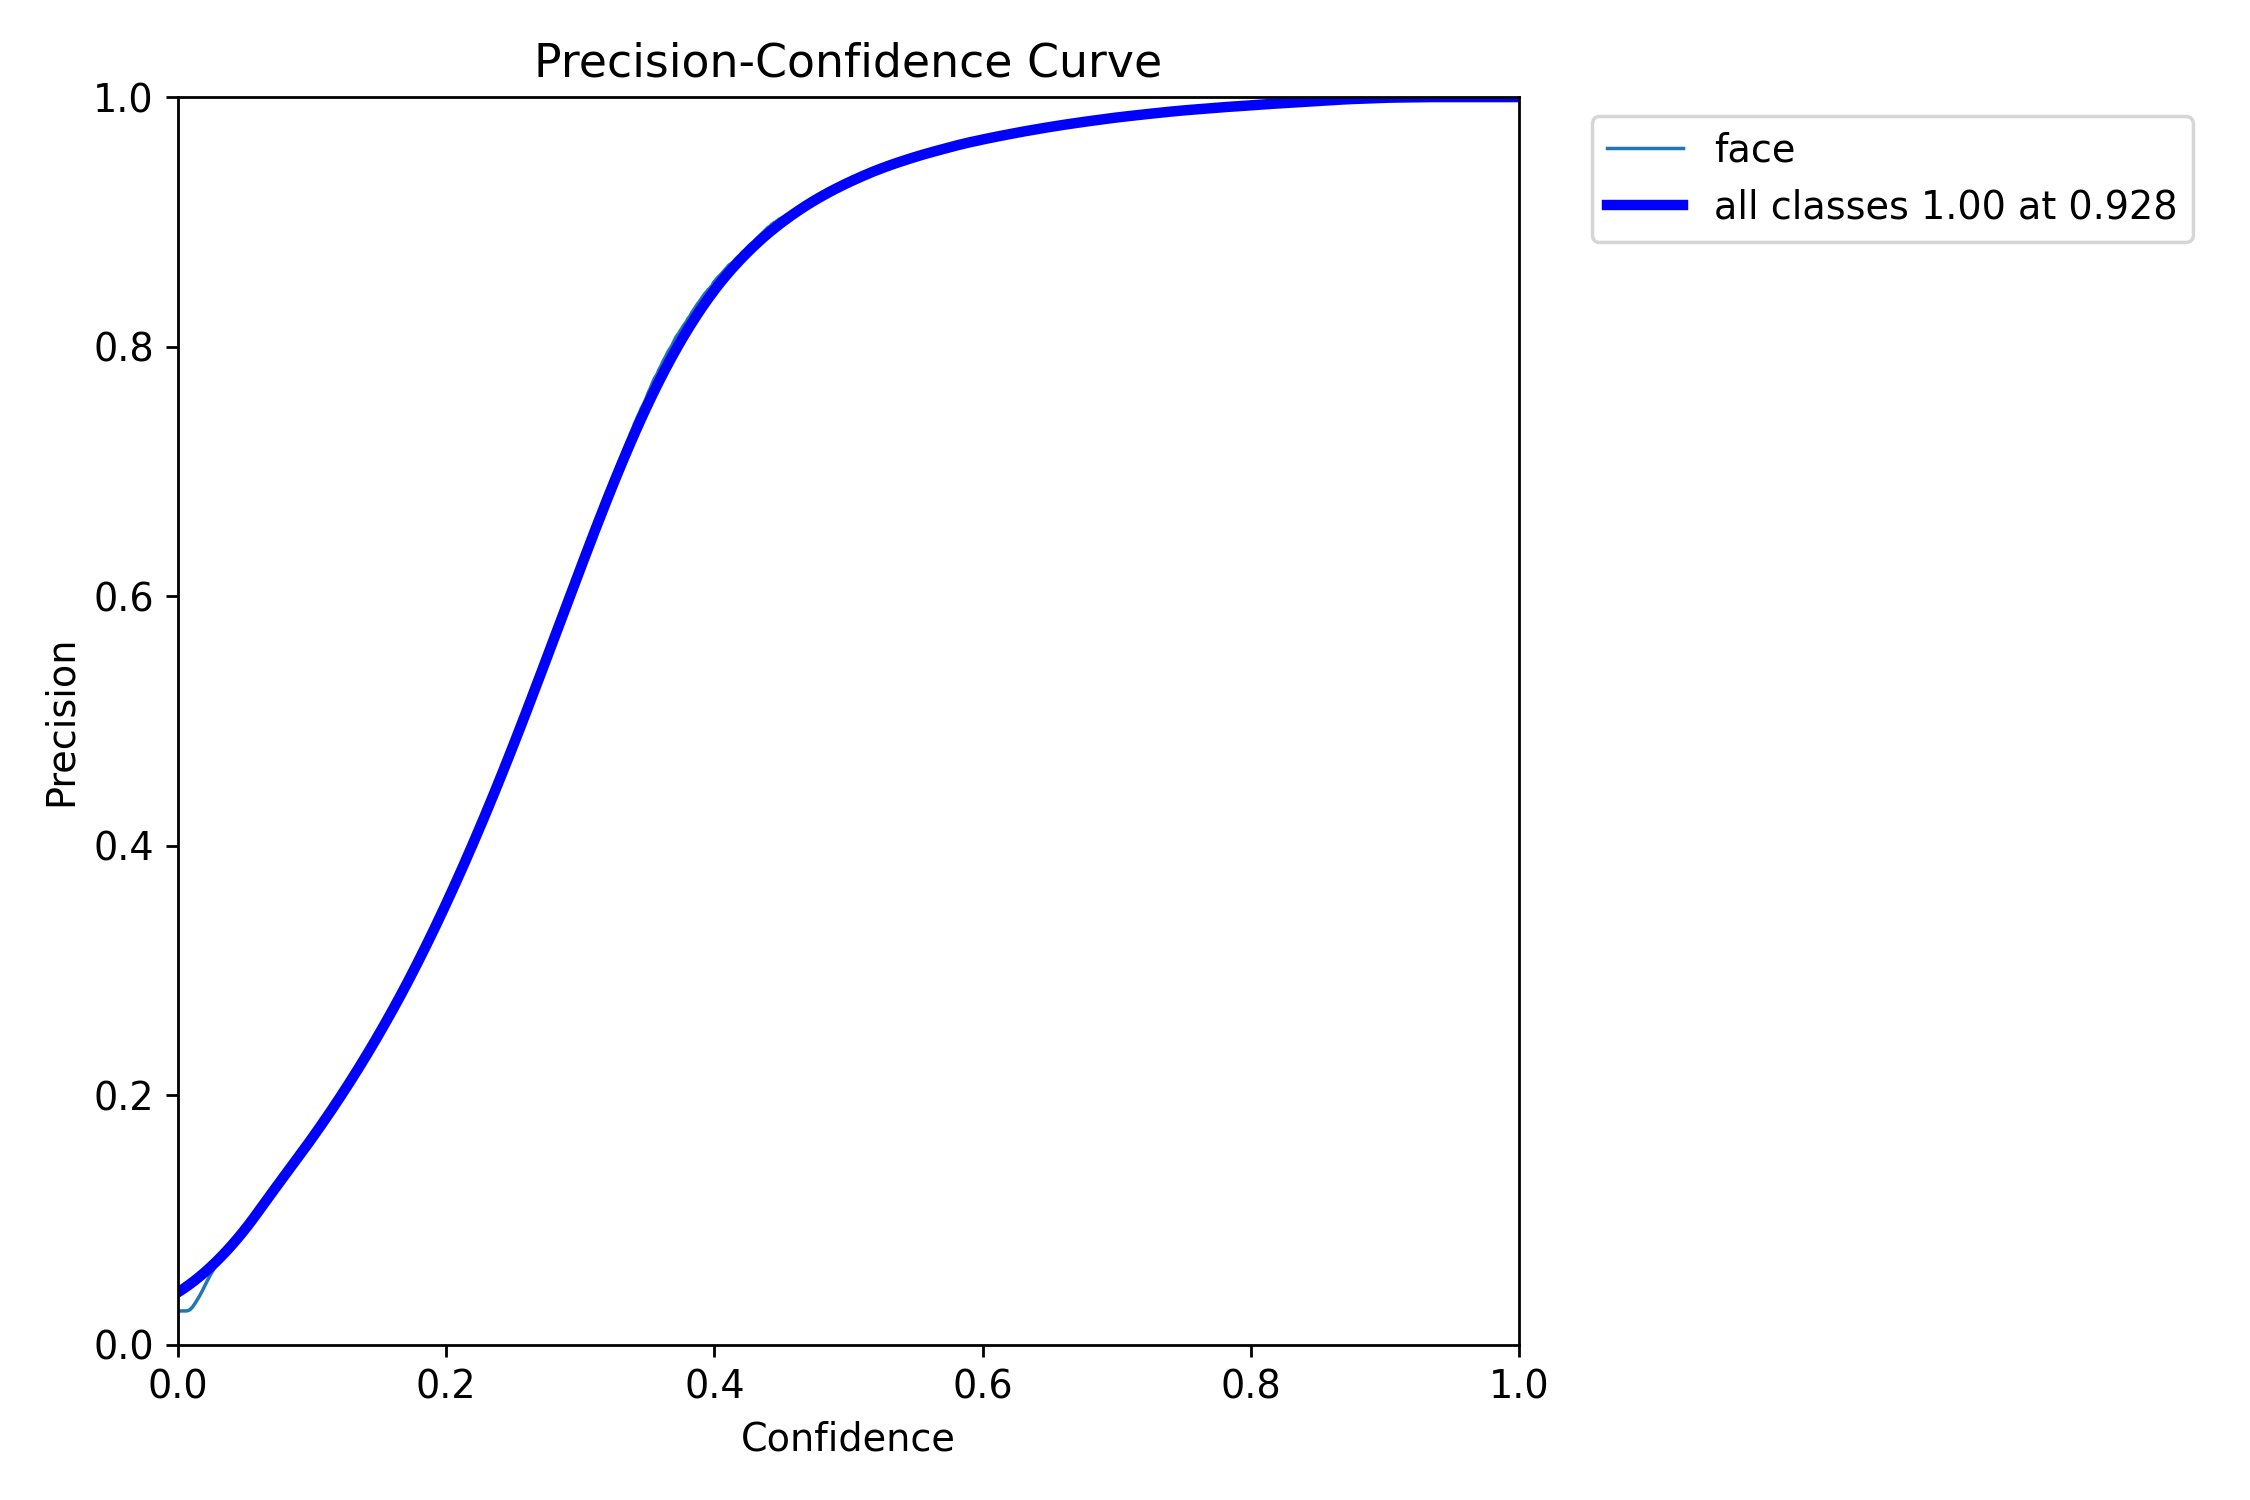 Precision-Confidence Curve
1.0
0.8
0.6
0.4
0.2
0.0
Precision
0.0 0.2 0.4 0.6 0.8 1.0
Confidence
face
all classes 1.00 at 0.928